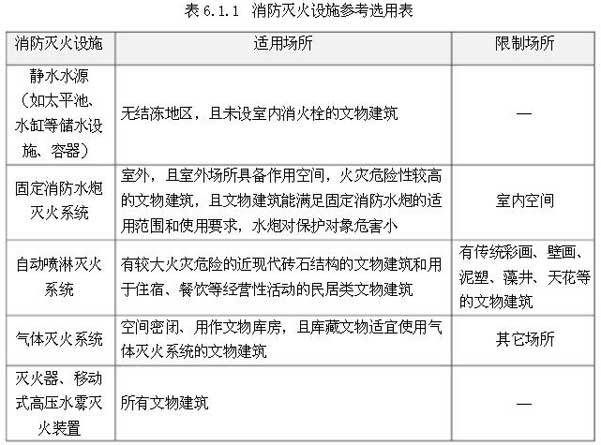 表 6.1.1 消防灭火设施参考选用表
消防灭火设施
适用场所
限制场所
静水水源
（如太平池、
水缸等储水设
施、容器）
无结冻地区，且未设室内消火栓的文物建筑
—
固定消防水炮
灭火系统
室外，且室外场所具备作用空间，火灾危险性较高
的文物建筑，且文物建筑能满足固定消防水炮的适
用范围和使用要求，水炮对保护对象危害小
室内空间
自动喷淋灭火
系统
有较大火灾危险的近现代砖石结构的文物建筑和用
于住宿、餐饮等经营性活动的民居类文物建筑
有传统彩画、壁画、
泥塑、藻井、天花等
的文物建筑
气体灭火系统
空间密闭、用作文物库房，且库藏文物适宜使用气
体灭火系统的文物建筑
其它场所
灭火器、移动
式高压水雾灭
火装置
所有文物建筑
—